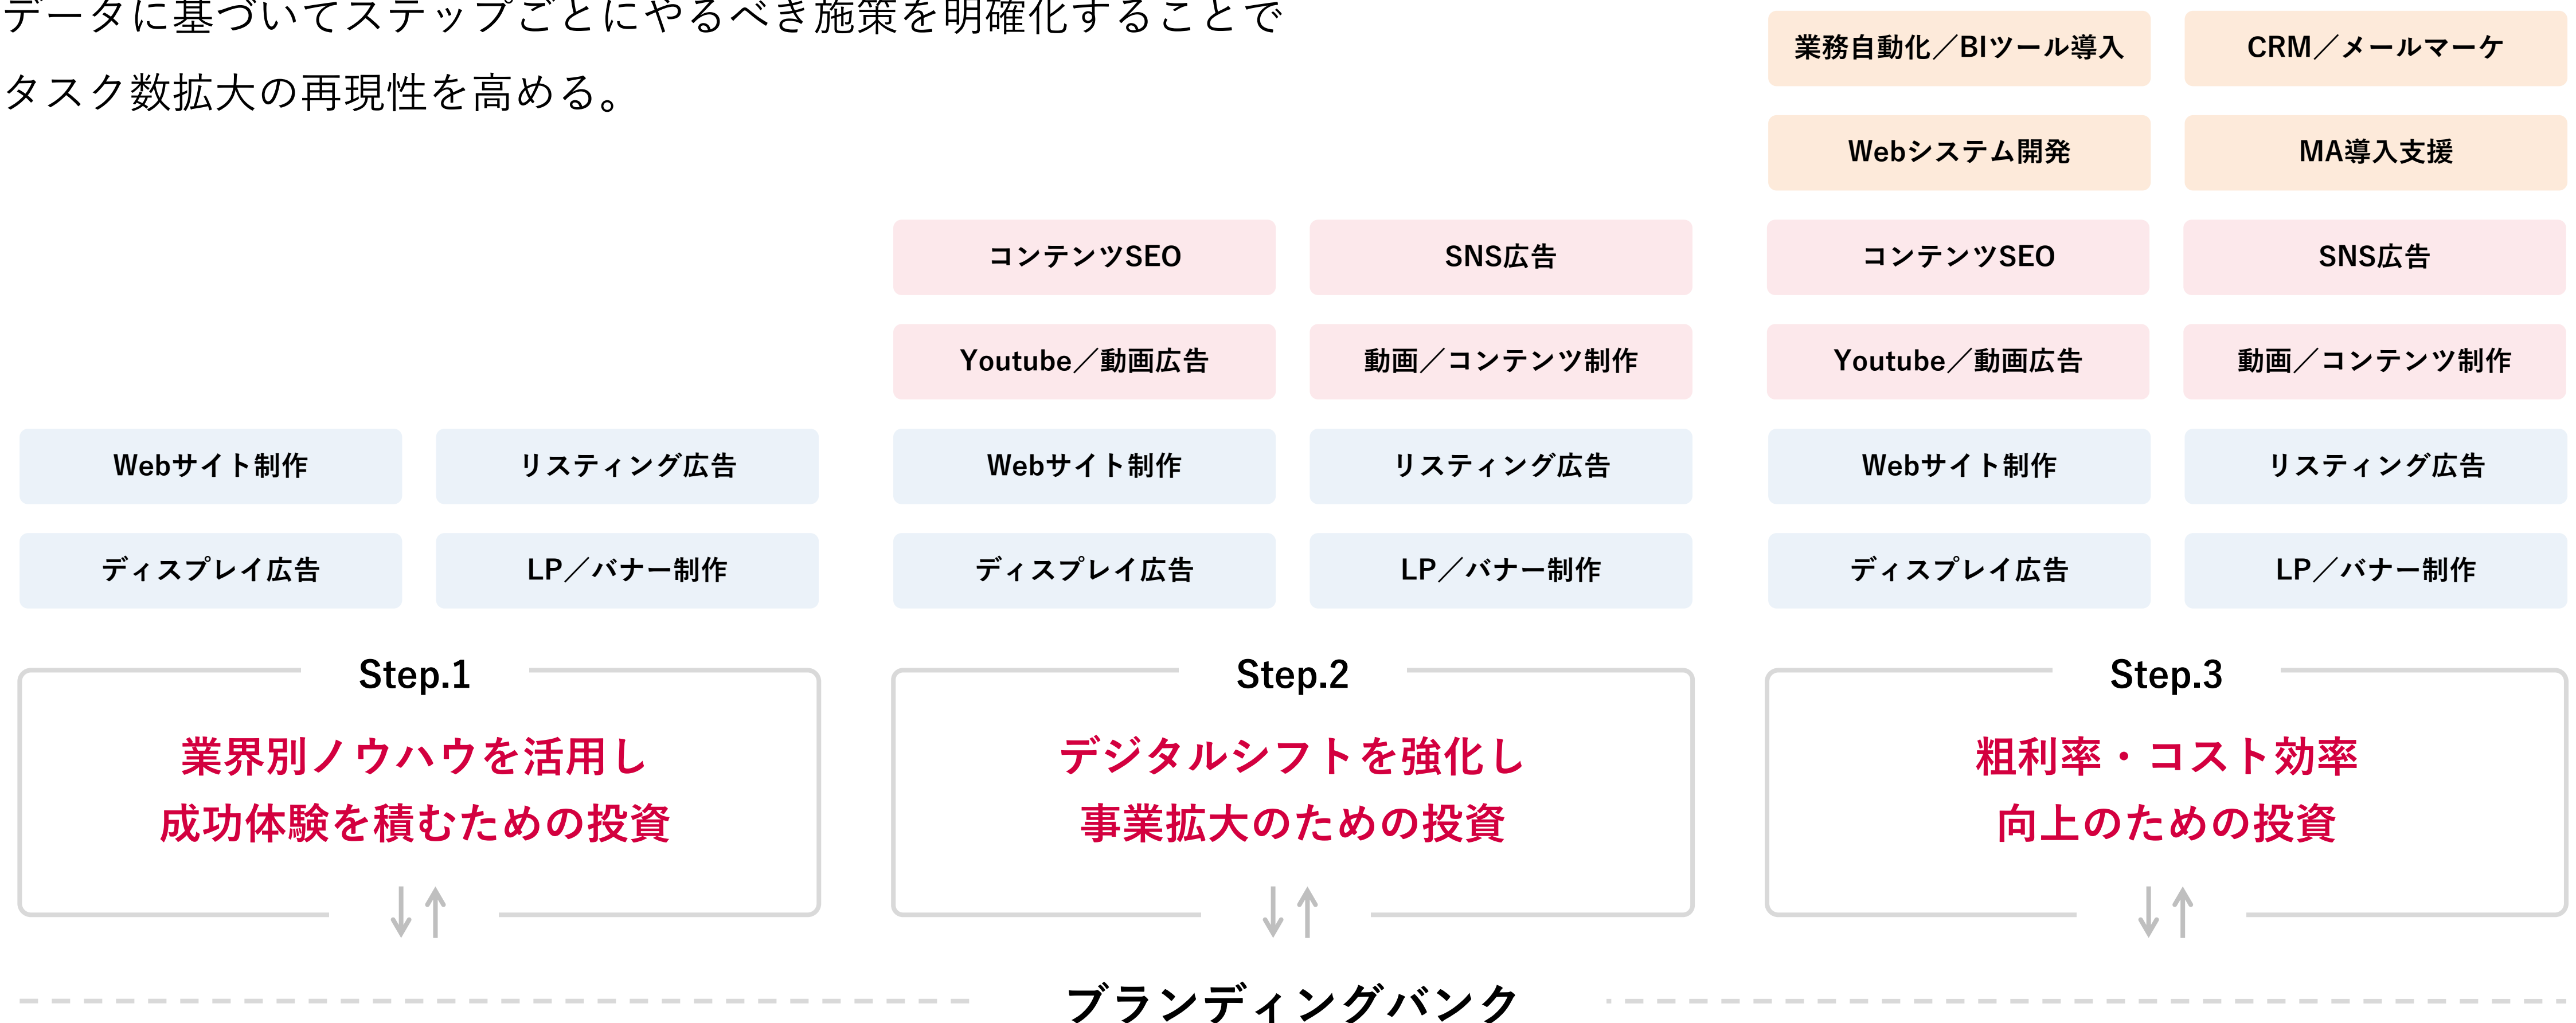 データに基づいてステップごとにやるべき施策を明確化することで
タスク数拡大の再現性を高める。
業務自動化／BIツール導入
CRM／メールマーケ
Webシステム開発
MA導入支援
コンテンツSEO
SNS広告
コンテンツSEO
SNS広告
Youtube／動画広告
動画／コンテンツ制作
Youtube／動画広告
動画／コンテンツ制作
Webサイト制作
リスティング広告
Webサイト制作
リスティング広告
Webサイト制作
リスティング広告
ディスプレイ広告
LP／バナー制作
ディスプレイ広告
LP／バナー制作
ディスプレイ広告
LP／バナー制作
Step.1
業界別ノウハウを活用し
成功体験を積むための投資
Step.2
デジタルシフトを強化し
事業拡大のための投資
Step.3
粗利率・コスト効率
向上のための投資
ブランディングバンク